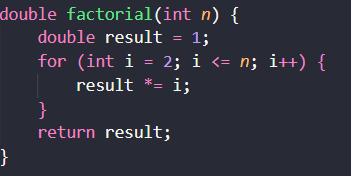 double factorial(int n) {
    double result = 1;
    for (int i = 2; i <= n; i++) {
        result *= i;
    }
    return result;
}